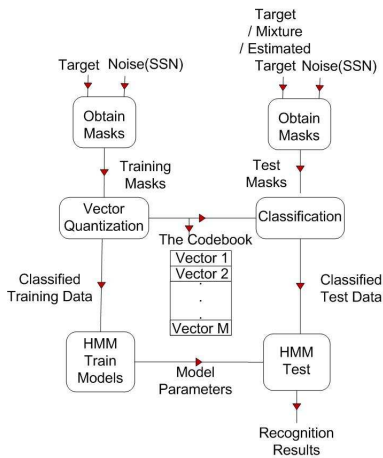 Target
/ Mixture
/ Estimated
Target Noise(SSN)
Target Noise(SSN)
Obtain
Masks
Obtain
Masks
Training
Masks
Test
Masks
Vector
Quantization
Classification
The Codebook
Vector 1
Vector 2
.
.
.
Vector M
Classified
Training Data
Classified
Test Data
HMM
Train
Models
HMM
Test
Model
Parameters
Recognition
Results